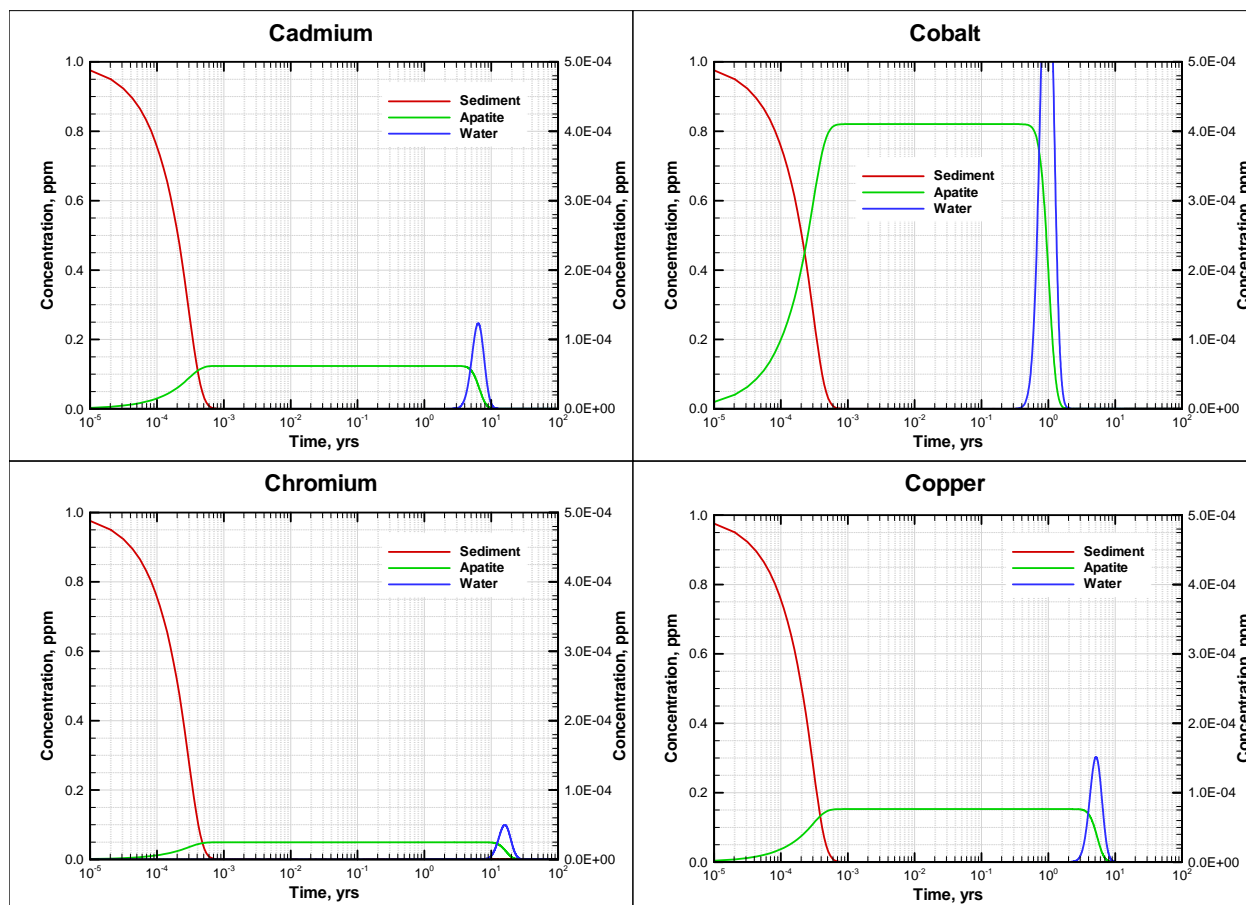 Cadmium
1.0
0.8
0.6
0.4
0.2
0.0
5.0E-04
4.0E-04
3.0E-04
2.0E-04
1.0E-04
0.0E+00
Concentration, ppm
Concentration, ppm
Sediment
Apatite
Water
10-5
10-4
10-3
10-2
10-1
100
101
102
Time, yrs
Cobalt
1.0
0.8
0.6
0.4
0.2
0.0
5.0E-04
4.0E-04
3.0E-04
2.0E-04
1.0E-04
0.0E+00
Concentration, ppm
Concentration, ppm
Sediment
Apatite
Water
10-5
10-4
10-3
10-2
10-1
100
101
102
Time, yrs
Chromium
1.0
0.8
0.6
0.4
0.2
0.0
5.0E-04
4.0E-04
3.0E-04
2.0E-04
1.0E-04
0.0E+00
Concentration, ppm
Concentration, ppm
Sediment
Apatite
Water
10-5
10-4
10-3
10-2
10-1
100
101
102
Time, yrs
Copper
1.0
0.8
0.6
0.4
0.2
0.0
5.0E-04
4.0E-04
3.0E-04
2.0E-04
1.0E-04
0.0E+00
Concentration, ppm
Concentration, ppm
Sediment
Apatite
Water
10-5
10-4
10-3
10-2
10-1
100
101
102
Time, yrs